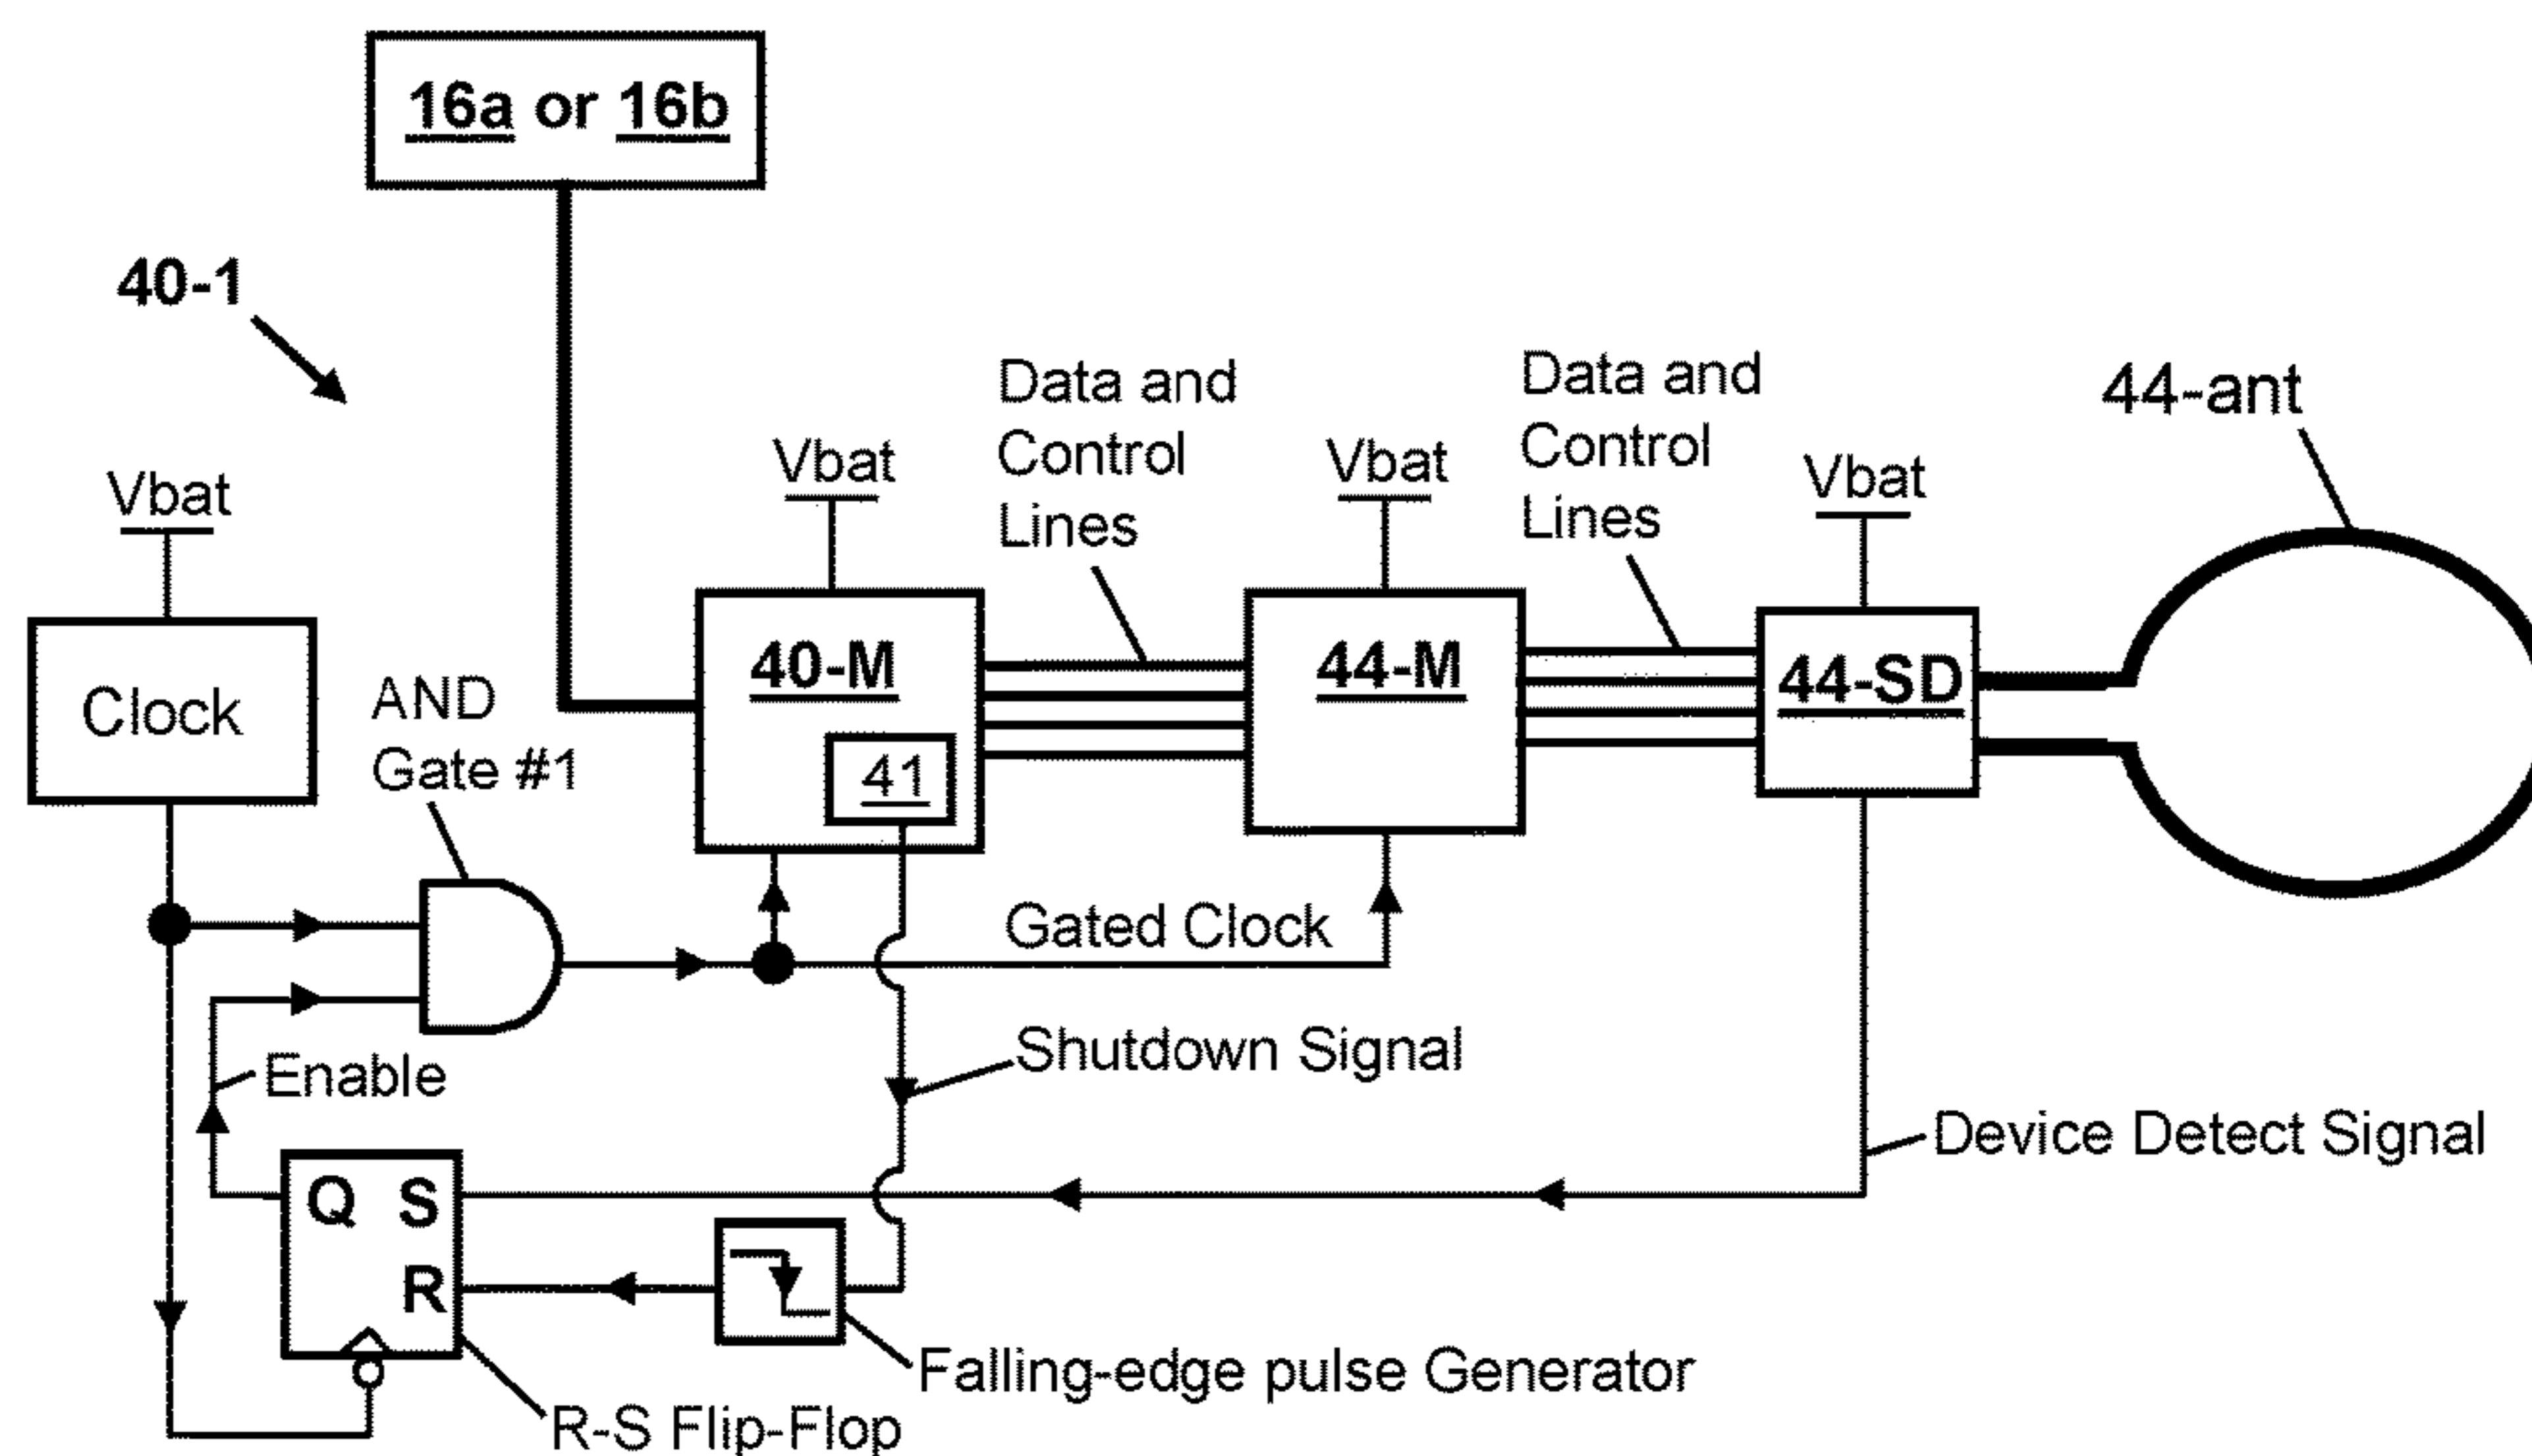 16a or 16b
40-1
Data and
Control
Lines
Data and
Control
Lines
44-ant
Vbat
Vbat
Vbat
Vbat
Clock
AND
Gate #1
40-M
41
44-M
44-SD
Gated Clock
Enable
Shutdown Signal
Device Detect Signal
Q S
R
Falling-edge pulse Generator
R-S Flip-Flop